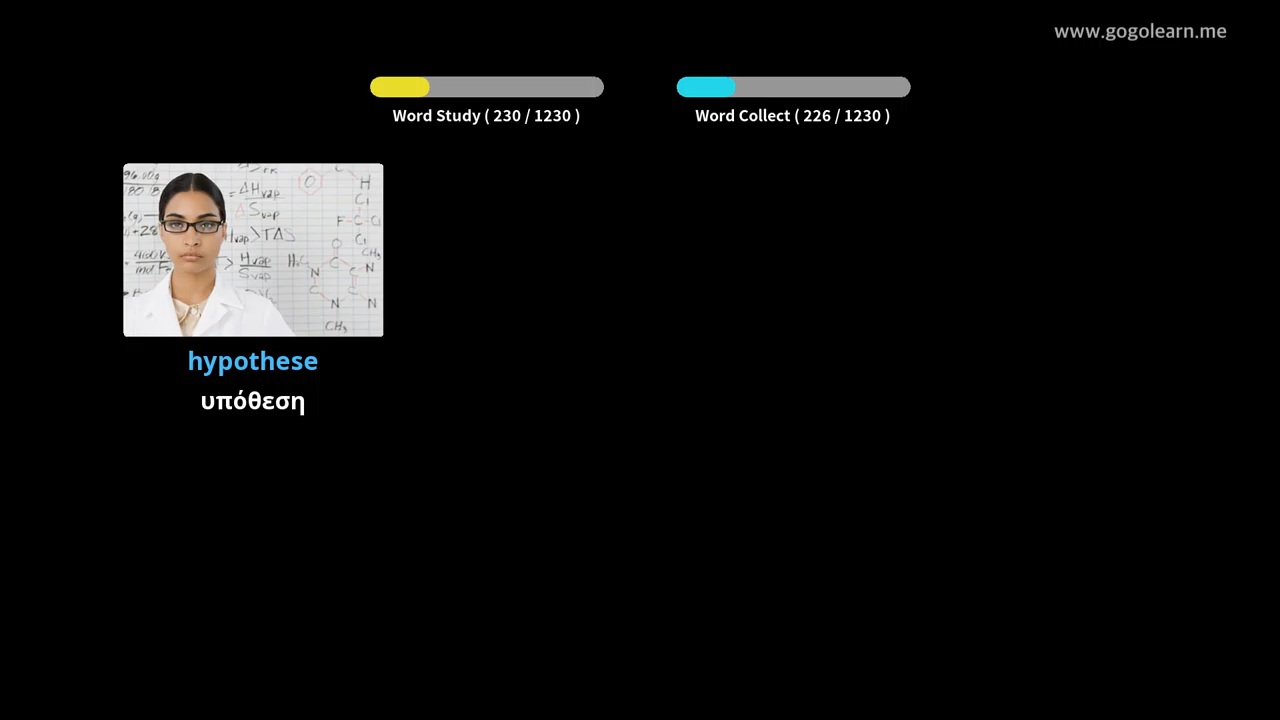 www.gogolearn.me
Word Study ( 230 / 1230 )
Word Collect ( 226 / 1230 )
hypothese
υπόθεση